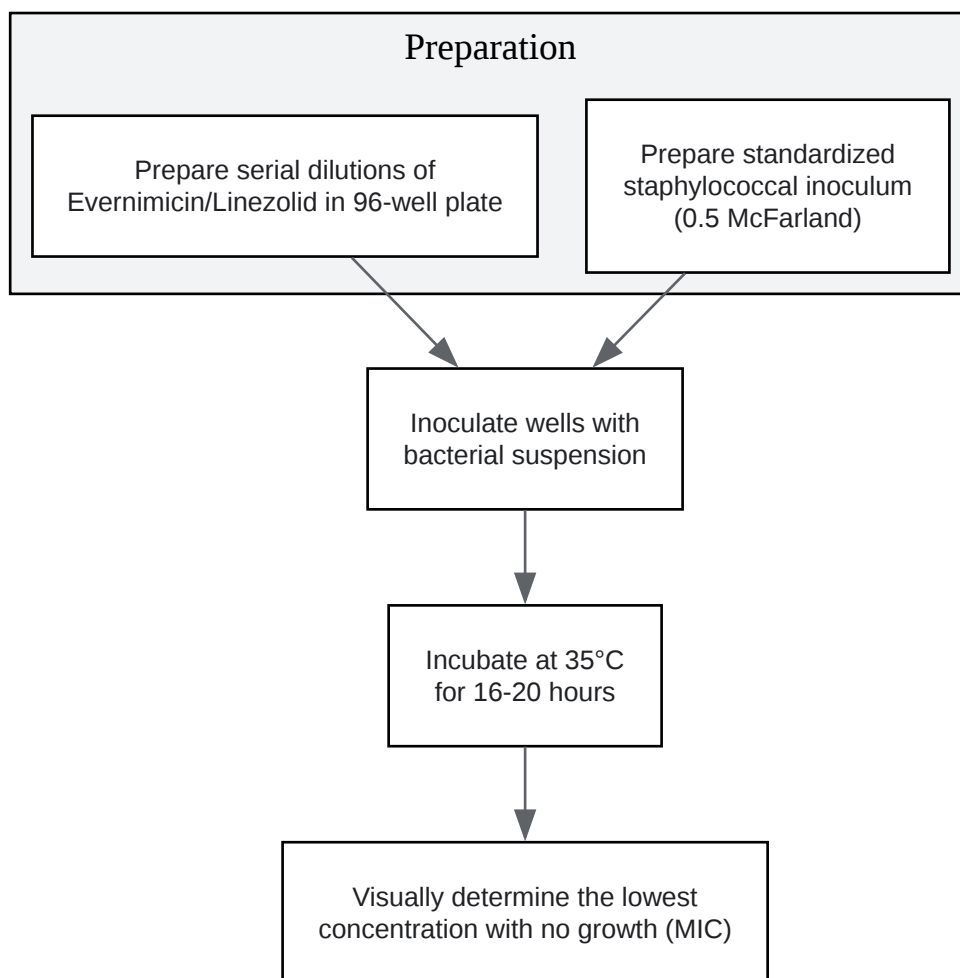 Preparation
Prepare serial dilutions of
Evernimicin/Linezolid in 96-well plate
Prepare standardized
staphylococcal inoculum
(0.5 McFarland)
Inoculate wells with
bacterial suspension
Incubate at 35°C
for 16-20 hours
Visually determine the lowest
concentration with no growth (MIC)